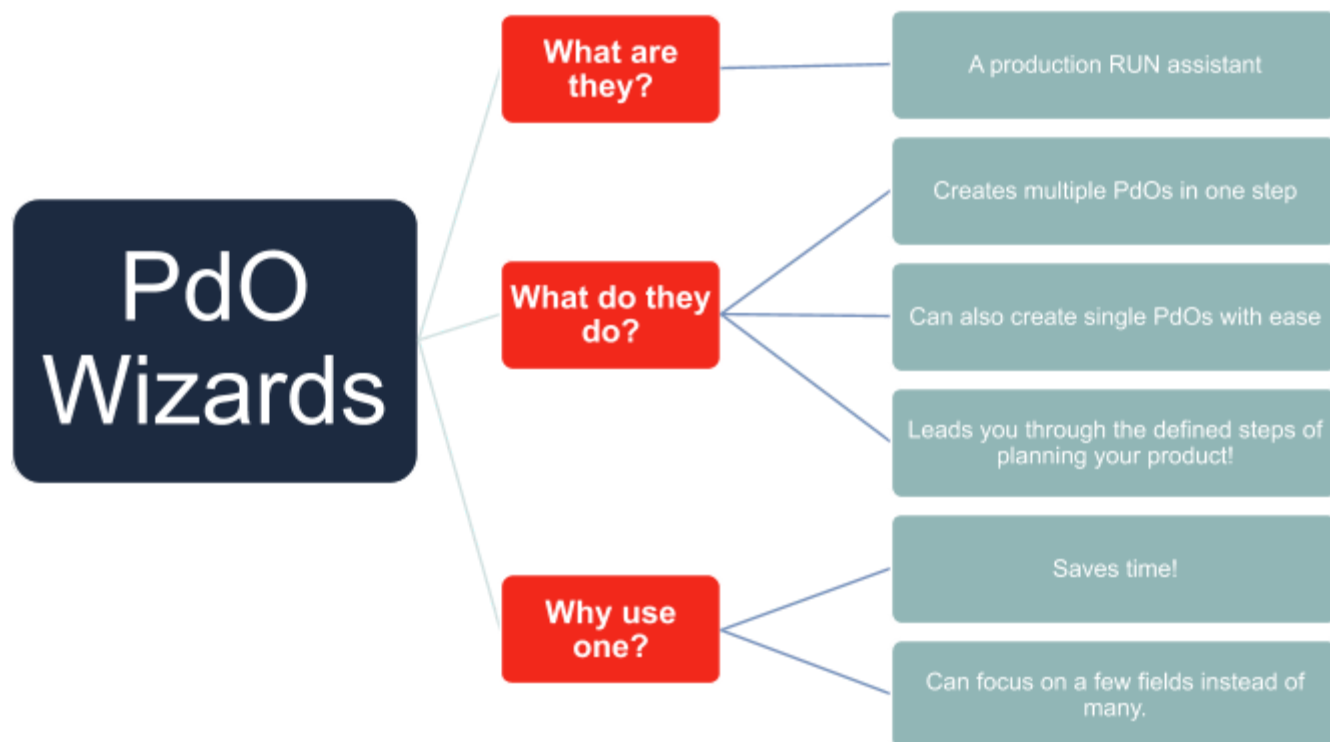 PdO
Wizards
What are
they?
A production RUN assistant
What do they
do?
Creates multiple PdOs in one step
Can also create single PdOs with ease
Leads you through the defined steps of
planning your product!
Why use
one?
Saves time!
Can focus on a few fields instead of
many.